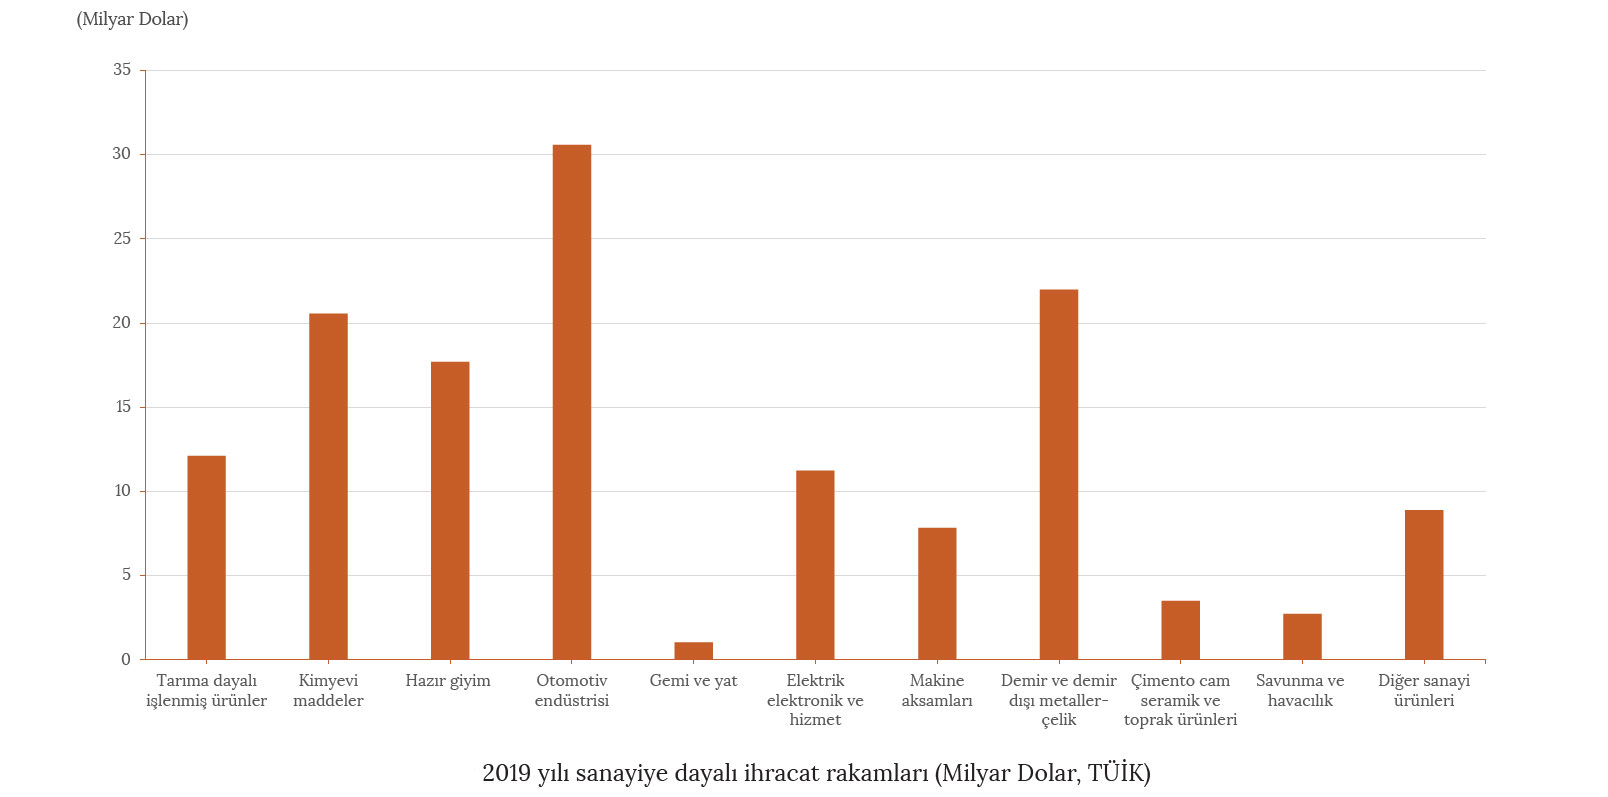 (Milyar Dolar)
35
30
25
20
15
10
5
0
Tarıma dayalı
işlenmiş ürünler
Kimyevi
maddeler
Hazır giyim
Otomotiv
endüstrisi
Gemi ve yat
Elektrik
elektronik ve
hizmet
Makine
aksamları
Demir ve demir
dışı metaller-
çelik
Çimento cam
seramik ve
toprak ürünleri
Savunma ve
havacılık
Diğer sanayi
ürünleri
2019 yılı sanayiye dayalı ihracat rakamları (Milyar Dolar, TÜİK)